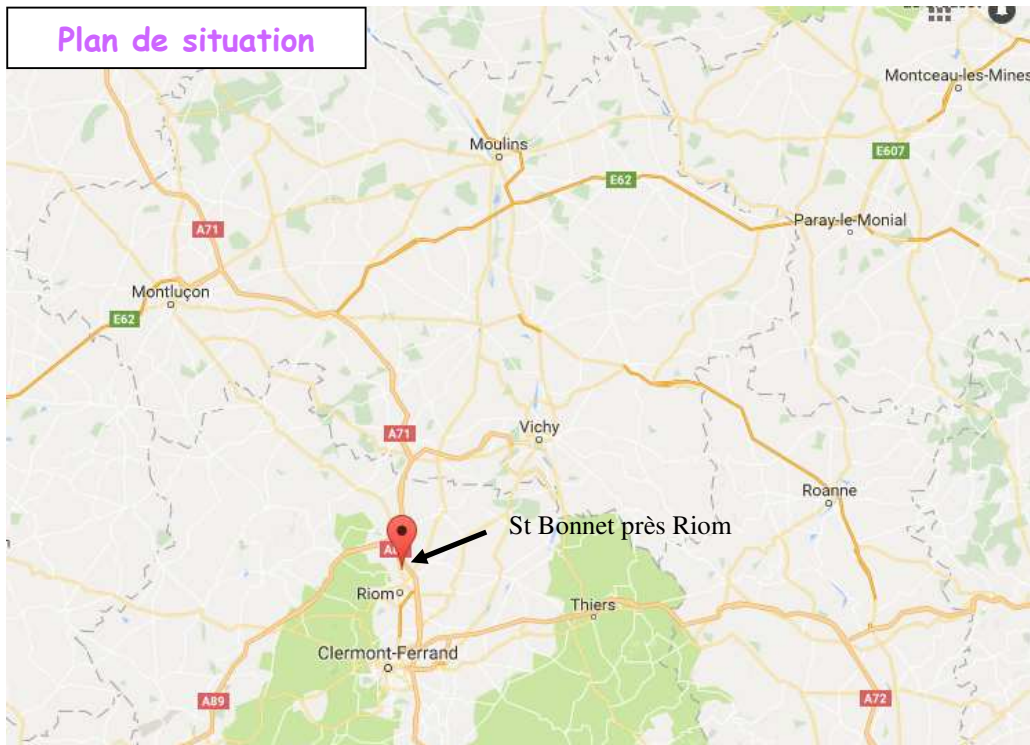 Plan de situation
Montceau-les-Mines
Moulins
E607
E62
Paray-le-Monial
A71
Montluçon
E62
A71
Vichy
Roanne
St Bonnet près Riom
Riom
Thiers
Clermont-Ferrand
A89
A72